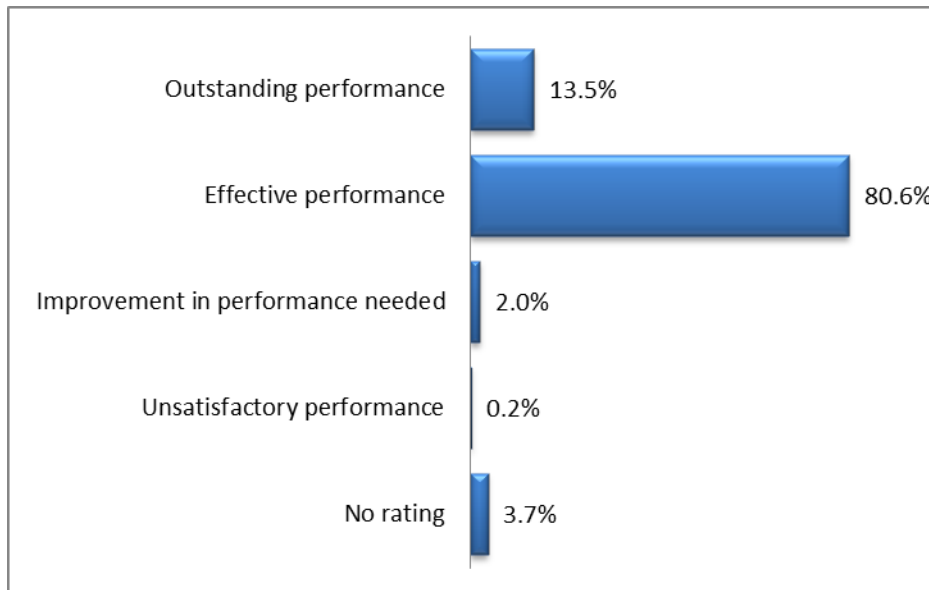 Outstanding performance 13.5%
Effective performance 80.6%
Improvement in performance needed 2.0%
Unsatisfactory performance 0.2%
No rating 3.7%